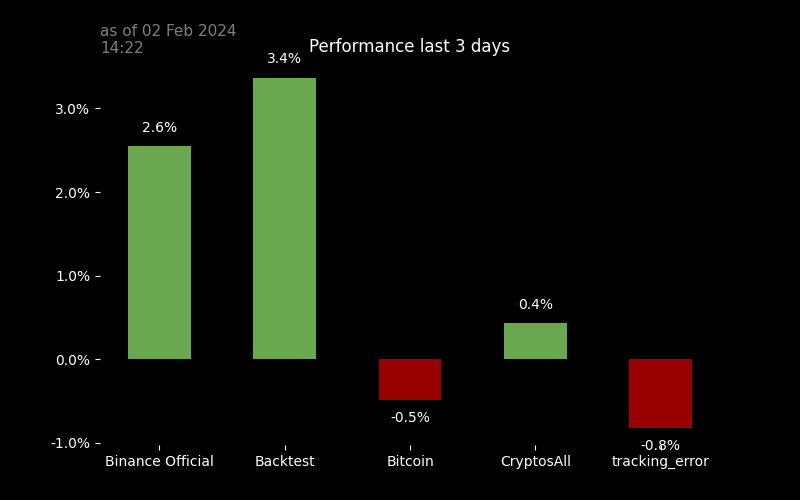 as of 02 Feb 2024
14:22
Performance last 3 days
3.4%
3.0%
2.6%
2.0%
1.0%
0.4%
0.0%
-0.5%
-1.0%
-0.8%
Binance Official
Backtest
Bitcoin
CryptosAll
tracking_error